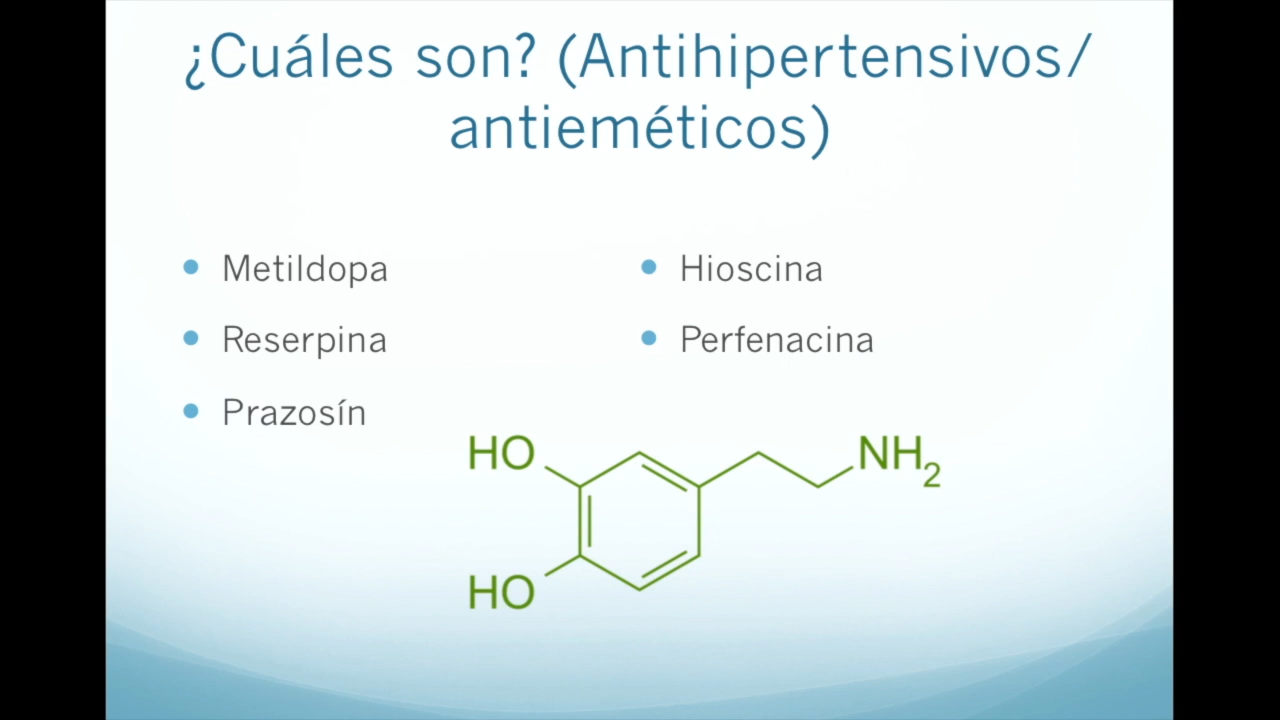 ¿Cuáles son? (Antihipertensivos/
antieméticos)
Metildopa
Reserpina
Prazosín
Hioscina
Perfenacina
HO
NH2
HO